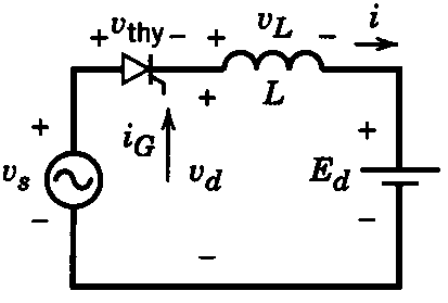 + v_thy − + v_L − i
+ L
+ i_G +
v_s v_d E_d
− − −